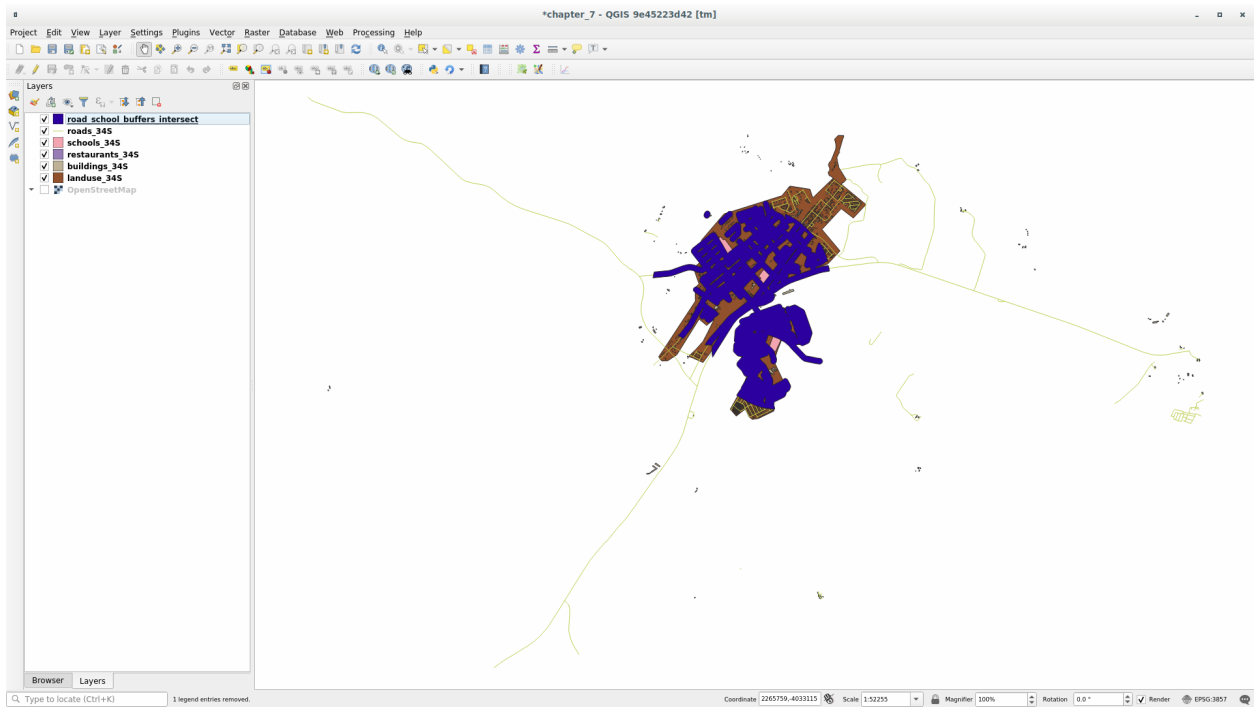 *chapter_7 - QGIS 9e45223d42 [tm]
Project Edit View Layer Settings Plugins Vector Raster Database Web Processing Help
Layers
road_school_buffers_intersect
roads_34S
schools_34S
restaurants_34S
buildings_34S
landuse_34S
OpenStreetMap
Browser Layers
Type to locate (Ctrl+K) 1 legend entries removed. Coordinate 2265759,-4033115 Scale 1:52255 Magnifier 100% Rotation 0.0 ° Render EPSG:3857